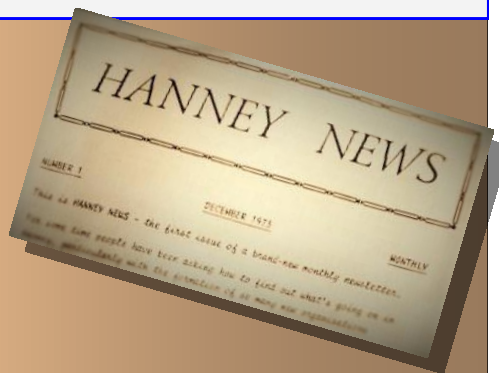 HANNEY NEWS
NUMBER 1
DECEMBER 1975
MONTHLY
This is HANNEY NEWS - the first issue of a brand-new monthly newsletter.
For some time people have been asking how to find out what's going on in
particularly with the formation of so many new organisations